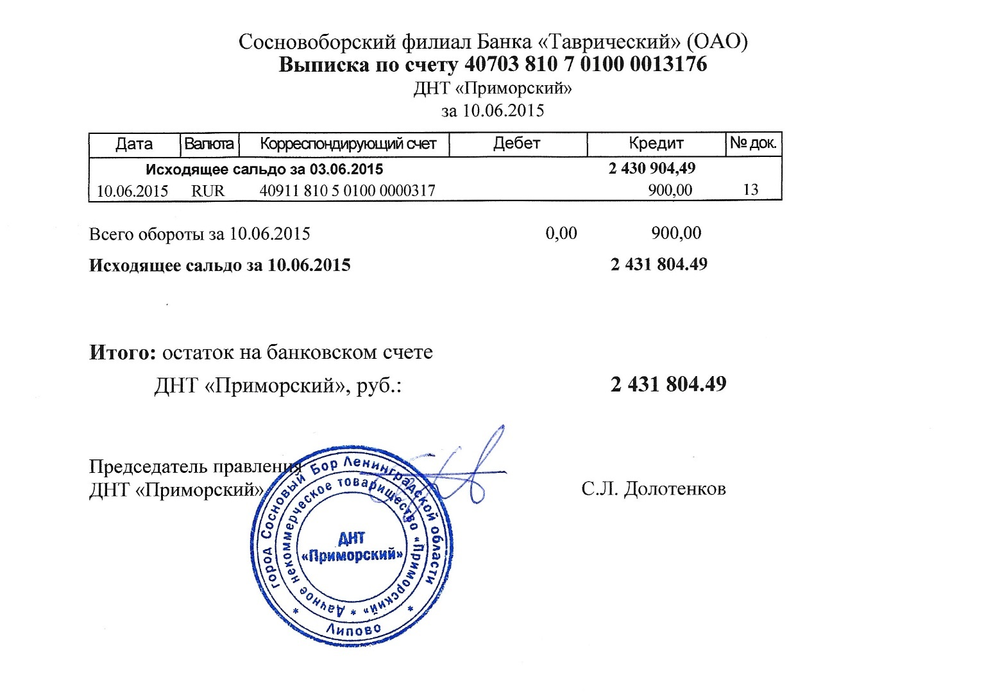 Сосновоборский филиал Банка «Таврический» (ОАО)
Выписка по счету 40703 810 7 0100 0013176
ДНТ «Приморский»
за 10.06.2015
Дата Валюта Корреспондирующий счет Дебет Кредит № док.
Исходящее сальдо за 03.06.2015 2 430 904,49
10.06.2015 RUR 40911 810 5 0100 0000317 900,00 13
Всего обороты за 10.06.2015 0,00 900,00
Исходящее сальдо за 10.06.2015 2 431 804.49
Итого: остаток на банковском счете
ДНТ «Приморский», руб.: 2 431 804.49
Председатель правления
ДНТ «Приморский» С.Л. Долотенков
город Сосновый Бор Ленинградской области
* Липово *
Дачное некоммерческое товарищество «Приморский» *
ДНТ
«Приморский»